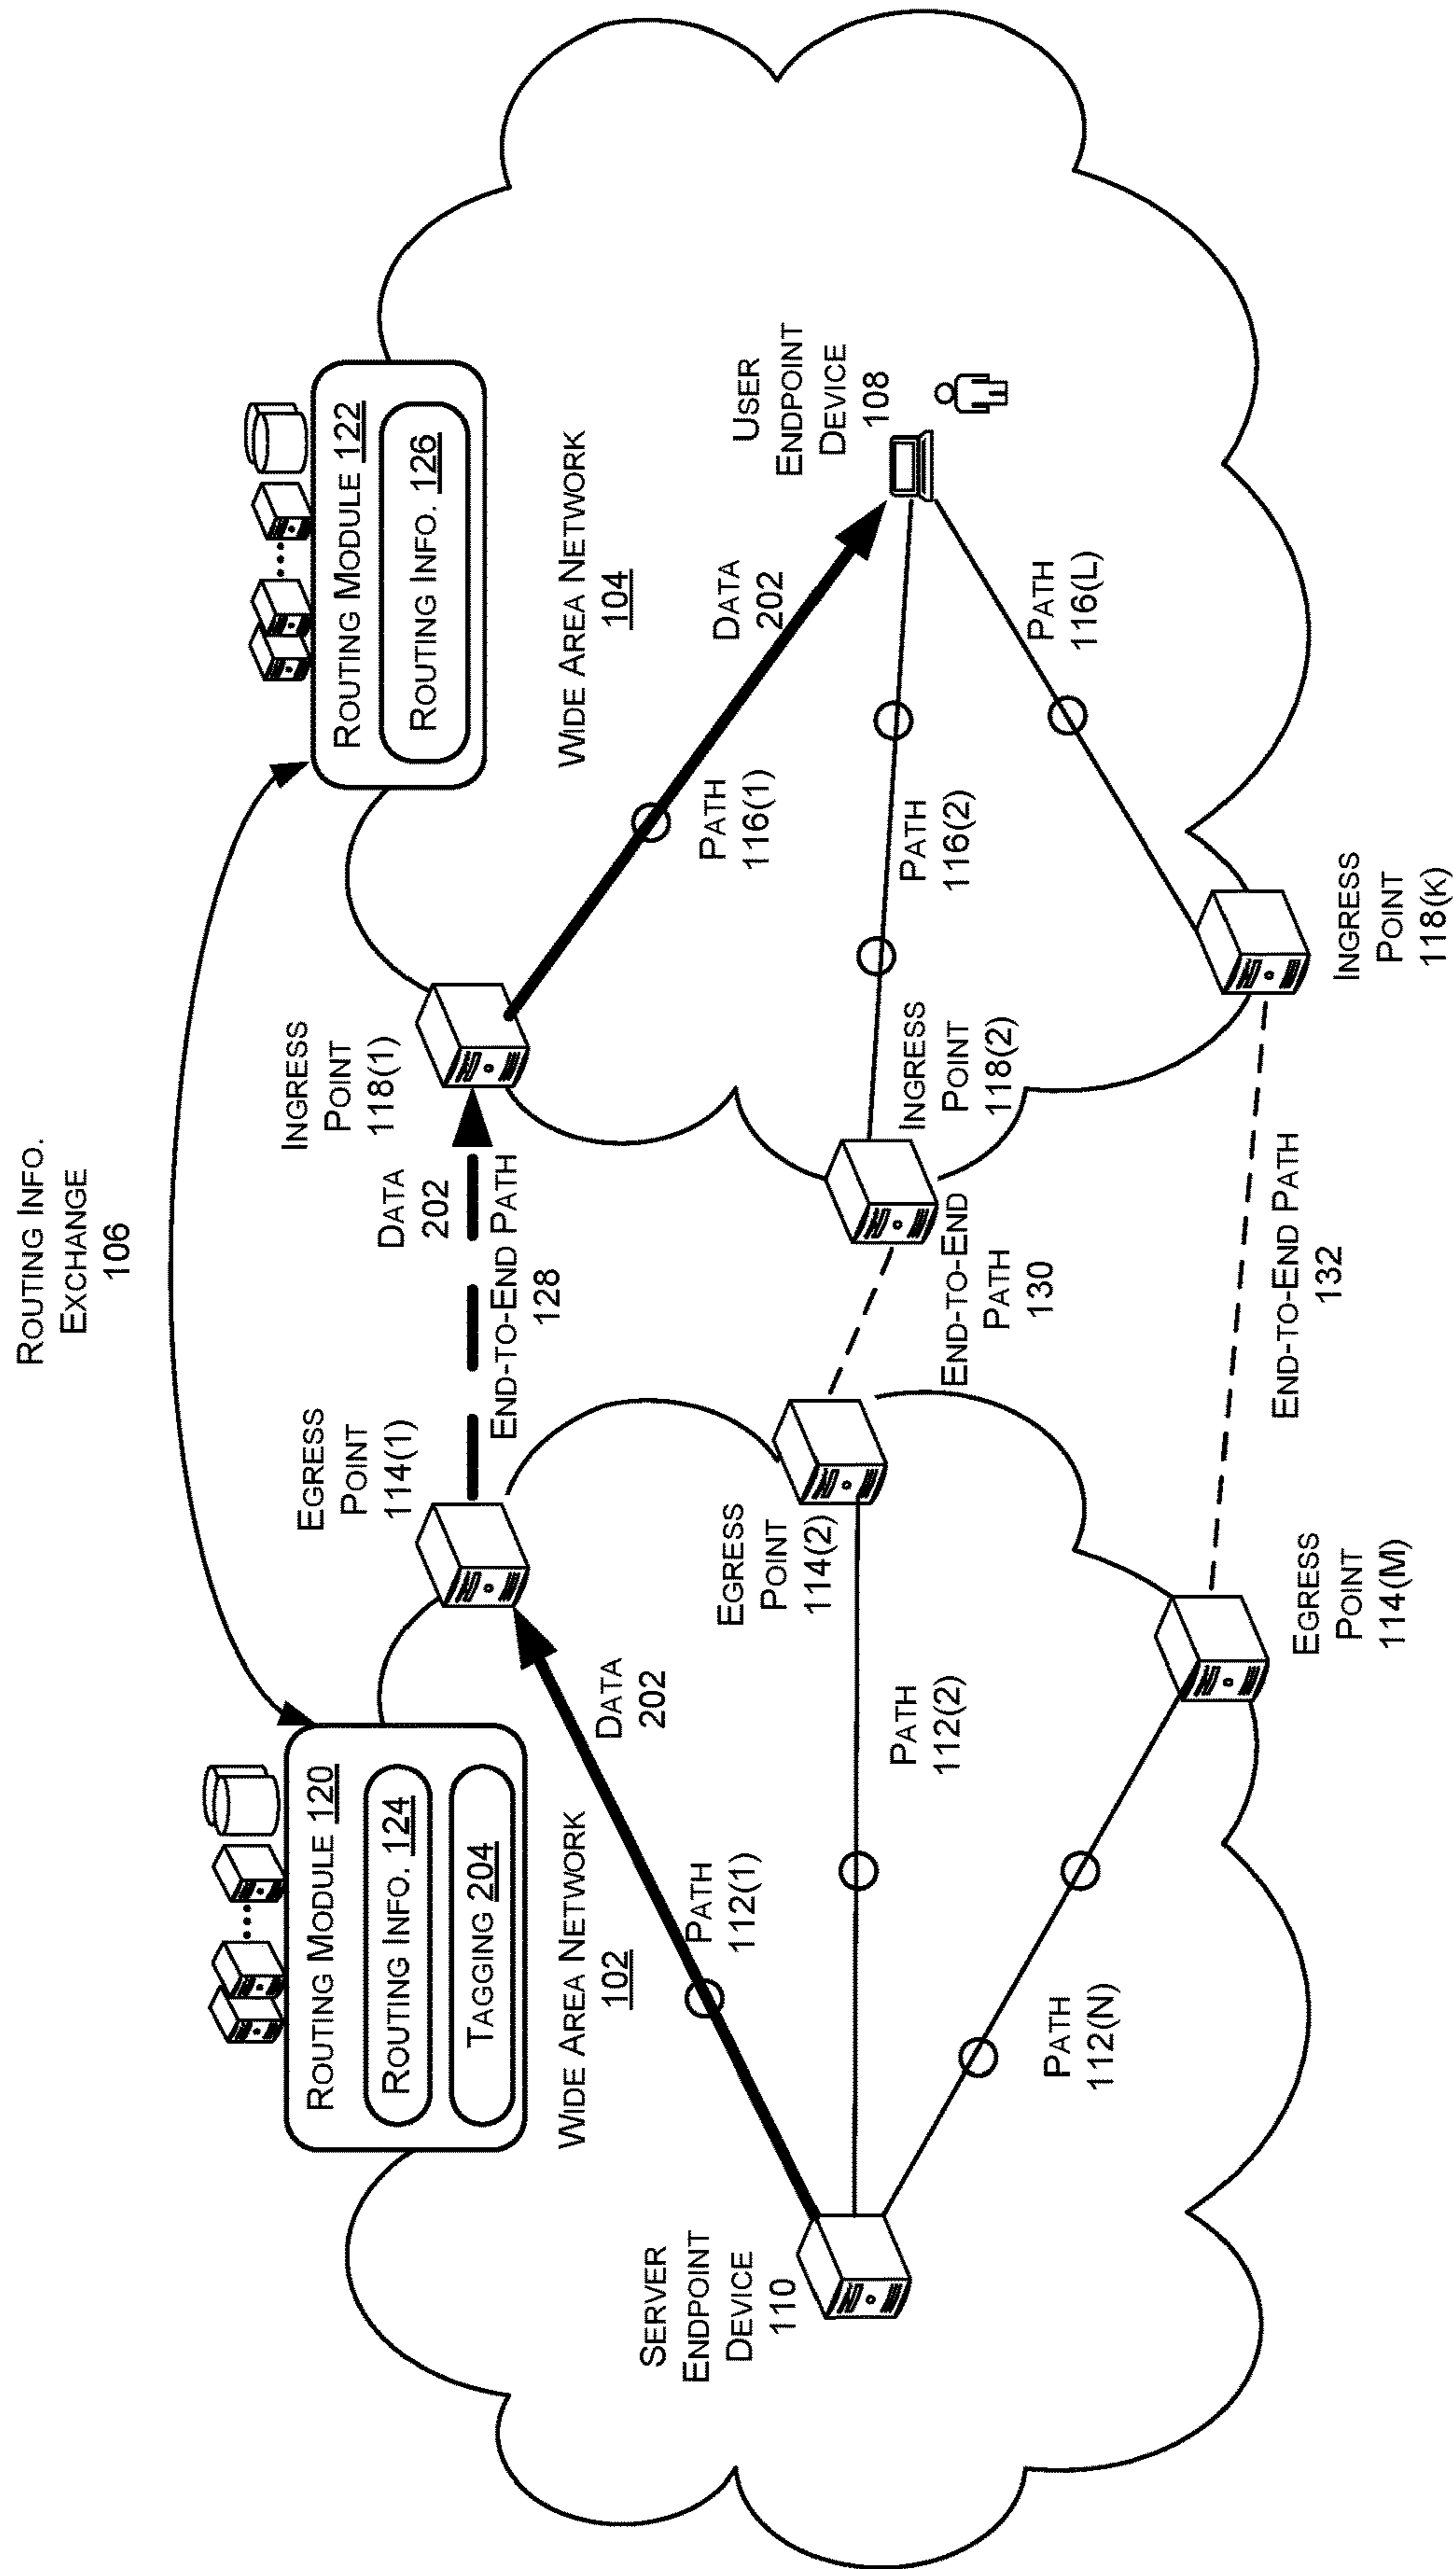 ROUTING INFO.
EXCHANGE
106
ROUTING MODULE 120
ROUTING INFO. 124
TAGGING 204
ROUTING MODULE 122
ROUTING INFO. 126
EGRESS
POINT
114(1)
INGRESS
POINT
118(1)
DATA
202
END-TO-END PATH
128
WIDE AREA NETWORK
102
WIDE AREA NETWORK
104
DATA
202
PATH
112(1)
SERVER
ENDPOINT
DEVICE
110
EGRESS
POINT
114(2)
PATH
112(2)
PATH
112(N)
EGRESS
POINT
114(M)
PATH
116(1)
DATA
202
USER
ENDPOINT
DEVICE
108
INGRESS
POINT
118(2)
PATH
116(2)
END-TO-END
PATH
130
PATH
116(L)
END-TO-END PATH
132
INGRESS
POINT
118(K)